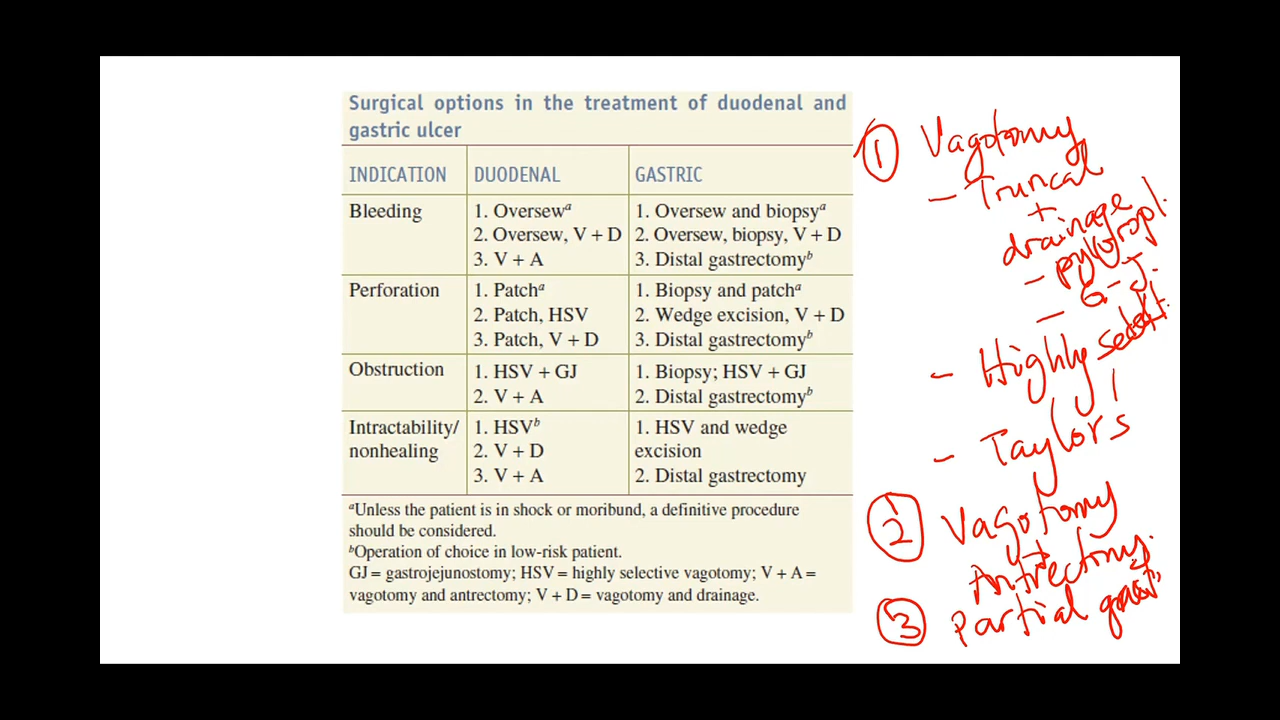 Surgical options in the treatment of duodenal and
gastric ulcer
INDICATION DUODENAL GASTRIC
Bleeding 1. Oversewᵃ 1. Oversew and biopsyᵃ
2. Oversew, V + D 2. Oversew, biopsy, V + D
3. V + A 3. Distal gastrectomyᵇ
Perforation 1. Patchᵃ 1. Biopsy and patchᵃ
2. Patch, HSV 2. Wedge excision, V + D
3. Patch, V + D 3. Distal gastrectomyᵇ
Obstruction 1. HSV + GJ 1. Biopsy; HSV + GJ
2. V + A 2. Distal gastrectomyᵇ
Intractability/ 1. HSVᵇ 1. HSV and wedge
nonhealing 2. V + D excision
3. V + A 2. Distal gastrectomy
ᵃUnless the patient is in shock or moribund, a definitive procedure
should be considered.
ᵇOperation of choice in low-risk patient.
GJ = gastrojejunostomy; HSV = highly selective vagotomy; V + A =
vagotomy and antrectomy; V + D = vagotomy and drainage.
① Vagotomy
- Truncal
+
drainage
- pyloropl.
- G-J.
- Highly
- Taylors
② Vagotomy
+
Antrectomy.
③ Partial